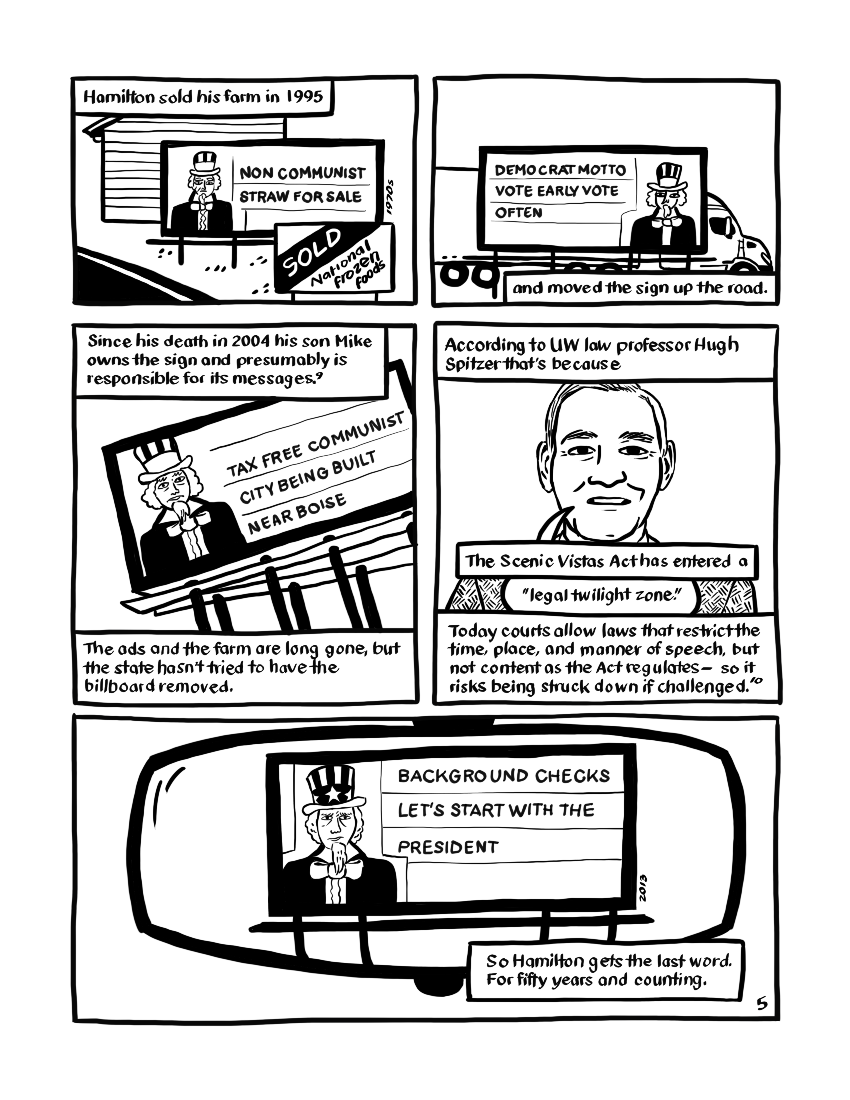 Hamilton sold his farm in 1995
NON COMMUNIST
STRAW FOR SALE
1970s
SOLD
National
Frozen
Foods
DEMOCRAT MOTTO
VOTE EARLY VOTE
OFTEN
and moved the sign up the road.
Since his death in 2004 his son Mike
owns the sign and presumably is
responsible for its messages.9
TAX FREE COMMUNIST
CITY BEING BUILT
NEAR BOISE
The ads and the farm are long gone, but
the state hasn't tried to have the
billboard removed.
According to UW law professor Hugh
Spitzer that's because
The Scenic Vistas Act has entered a
"legal twilight zone."
Today courts allow laws that restrict the
time, place, and manner of speech, but
not content as the Act regulates– so it
risks being struck down if challenged."10
BACKGROUND CHECKS
LET'S START WITH THE
PRESIDENT
2013
So Hamilton gets the last word.
For fifty years and counting.
5